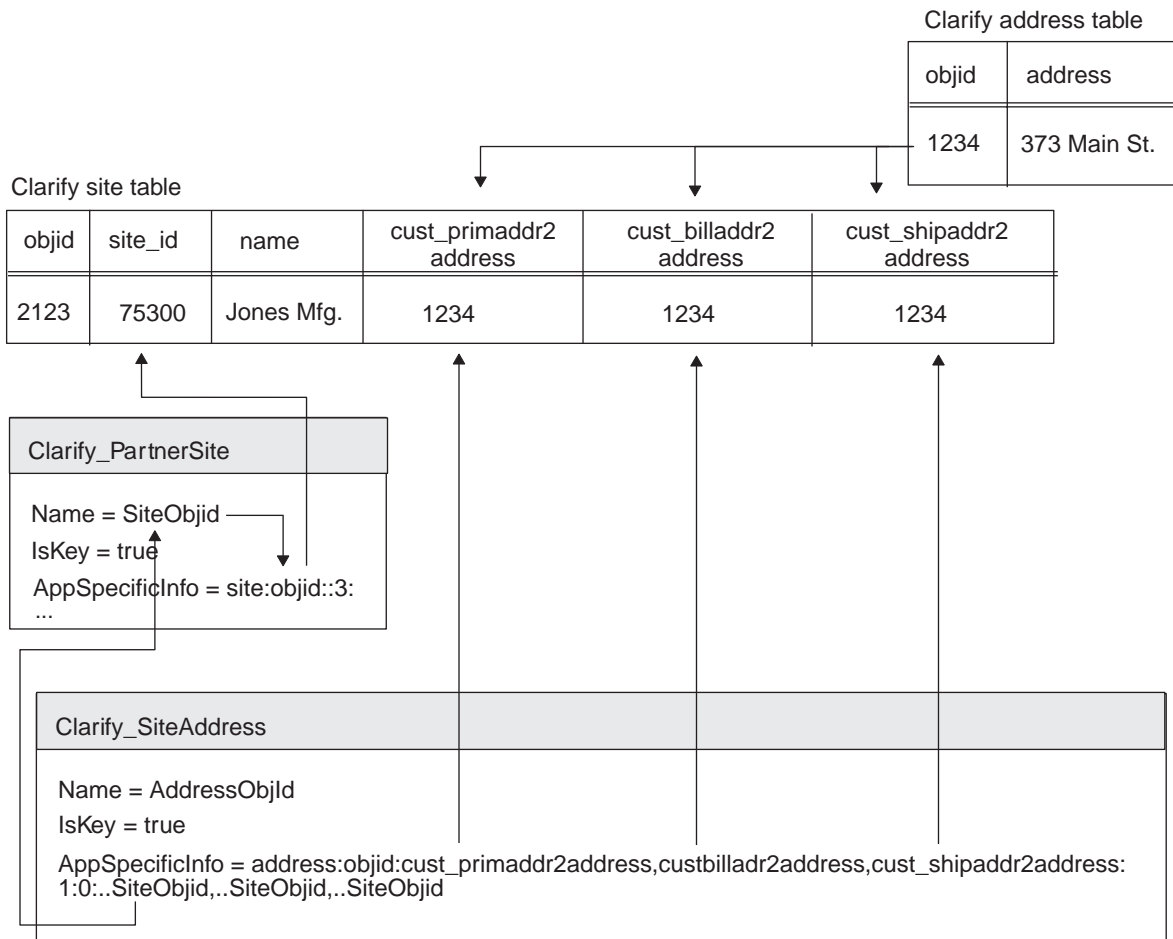 Clarify address table
objid address
1234 373 Main St.
Clarify site table
objid site_id name cust_primaddr2 cust_billaddr2 cust_shipaddr2
address address address
2123 75300 Jones Mfg. 1234 1234 1234
Clarify_PartnerSite
Name = SiteObjid
IsKey = true
AppSpecificInfo = site:objid::3:
...
Clarify_SiteAddress
Name = AddressObjId
IsKey = true
AppSpecificInfo = address:objid:cust_primaddr2address,custbilladr2address,cust_shipaddr2address:
1:0:..SiteObjid,..SiteObjid,..SiteObjid